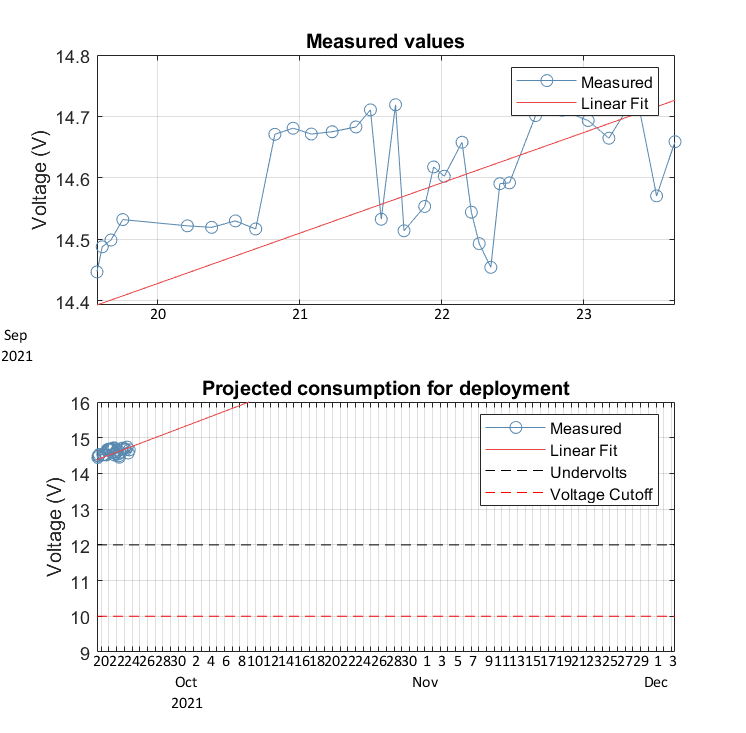 Measured values
14.8
14.7
14.6
14.5
14.4
Voltage (V)
Measured
Linear Fit
20 21 22 23
Sep
2021
Projected consumption for deployment
16
15
14
13
12
11
10
9
Voltage (V)
Measured
Linear Fit
Undervolts
Voltage Cutoff
20 22 24 26 28 30 2 4 6 8 10 12 14 16 18 20 22 24 26 28 30 1 3 5 7 9 11 13 15 17 19 21 23 25 27 29 1 3
Oct Nov Dec
2021